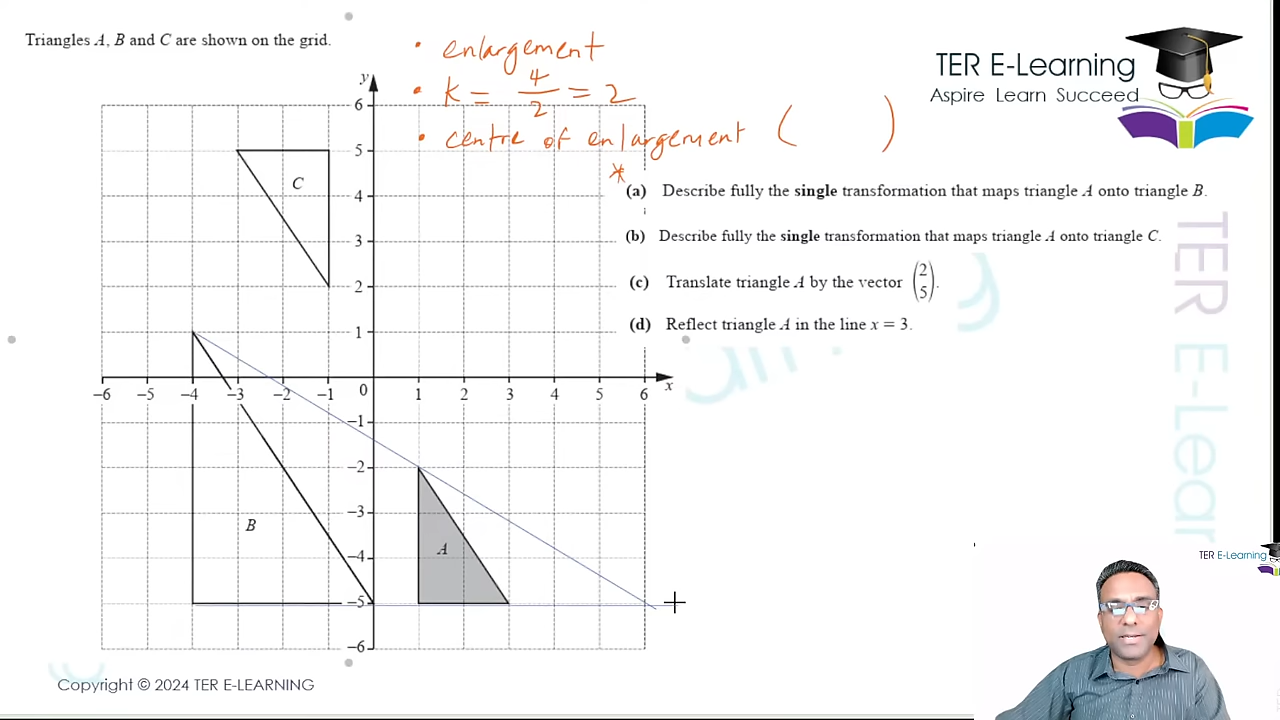 Triangles A, B and C are shown on the grid.
• enlargement
• k = 4/2 = 2
• centre of enlargement ( )
*
TER E-Learning
Aspire Learn Succeed
(a) Describe fully the single transformation that maps triangle A onto triangle B.
(b) Describe fully the single transformation that maps triangle A onto triangle C.
(c) Translate triangle A by the vector (2 5).
(d) Reflect triangle A in the line x = 3.
y
6
5
4
3
2
1
C
–6 –5 –4 –3 –2 –1 0 1 2 3 4 5 6 x
–1
–2
–3
–4
–5
–6
B
A
TER E-Lear
TER E-Learning
Copyright © 2024 TER E-LEARNING